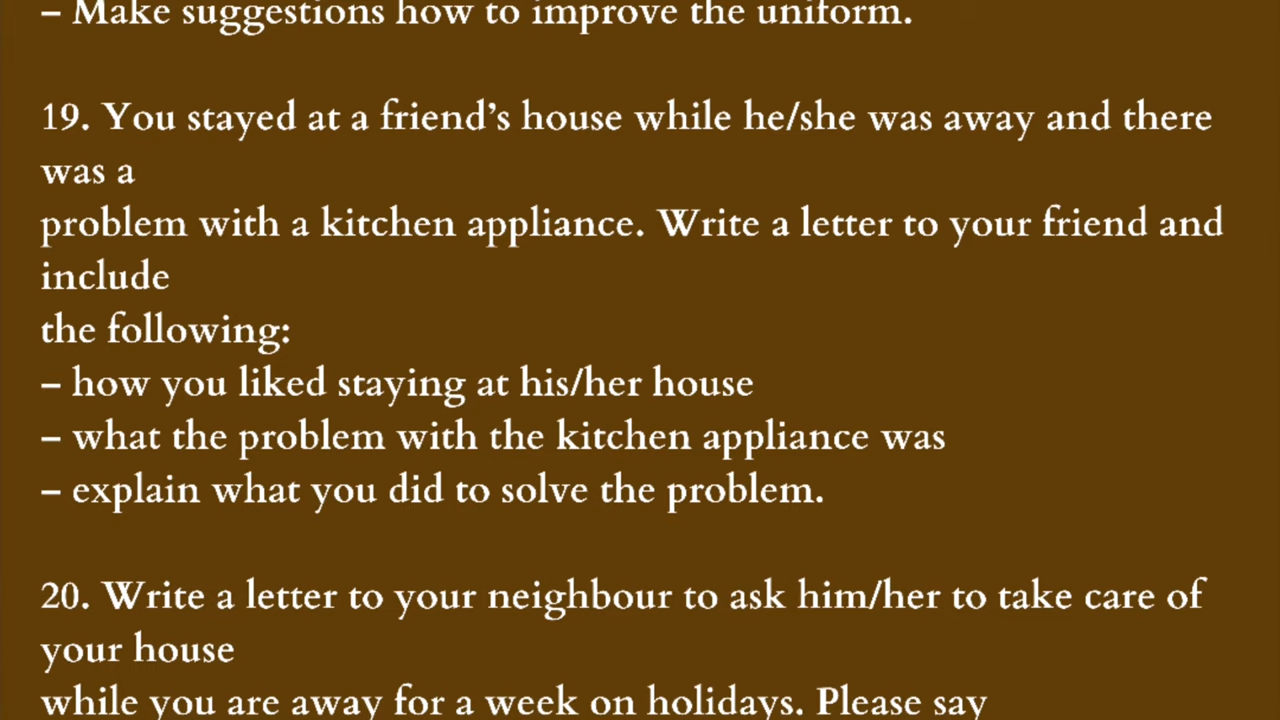 – Make suggestions how to improve the uniform.
19. You stayed at a friend’s house while he/she was away and there
was a
problem with a kitchen appliance. Write a letter to your friend and
include
the following:
– how you liked staying at his/her house
– what the problem with the kitchen appliance was
– explain what you did to solve the problem.
20. Write a letter to your neighbour to ask him/her to take care of
your house
while you are away for a week on holidays. Please say